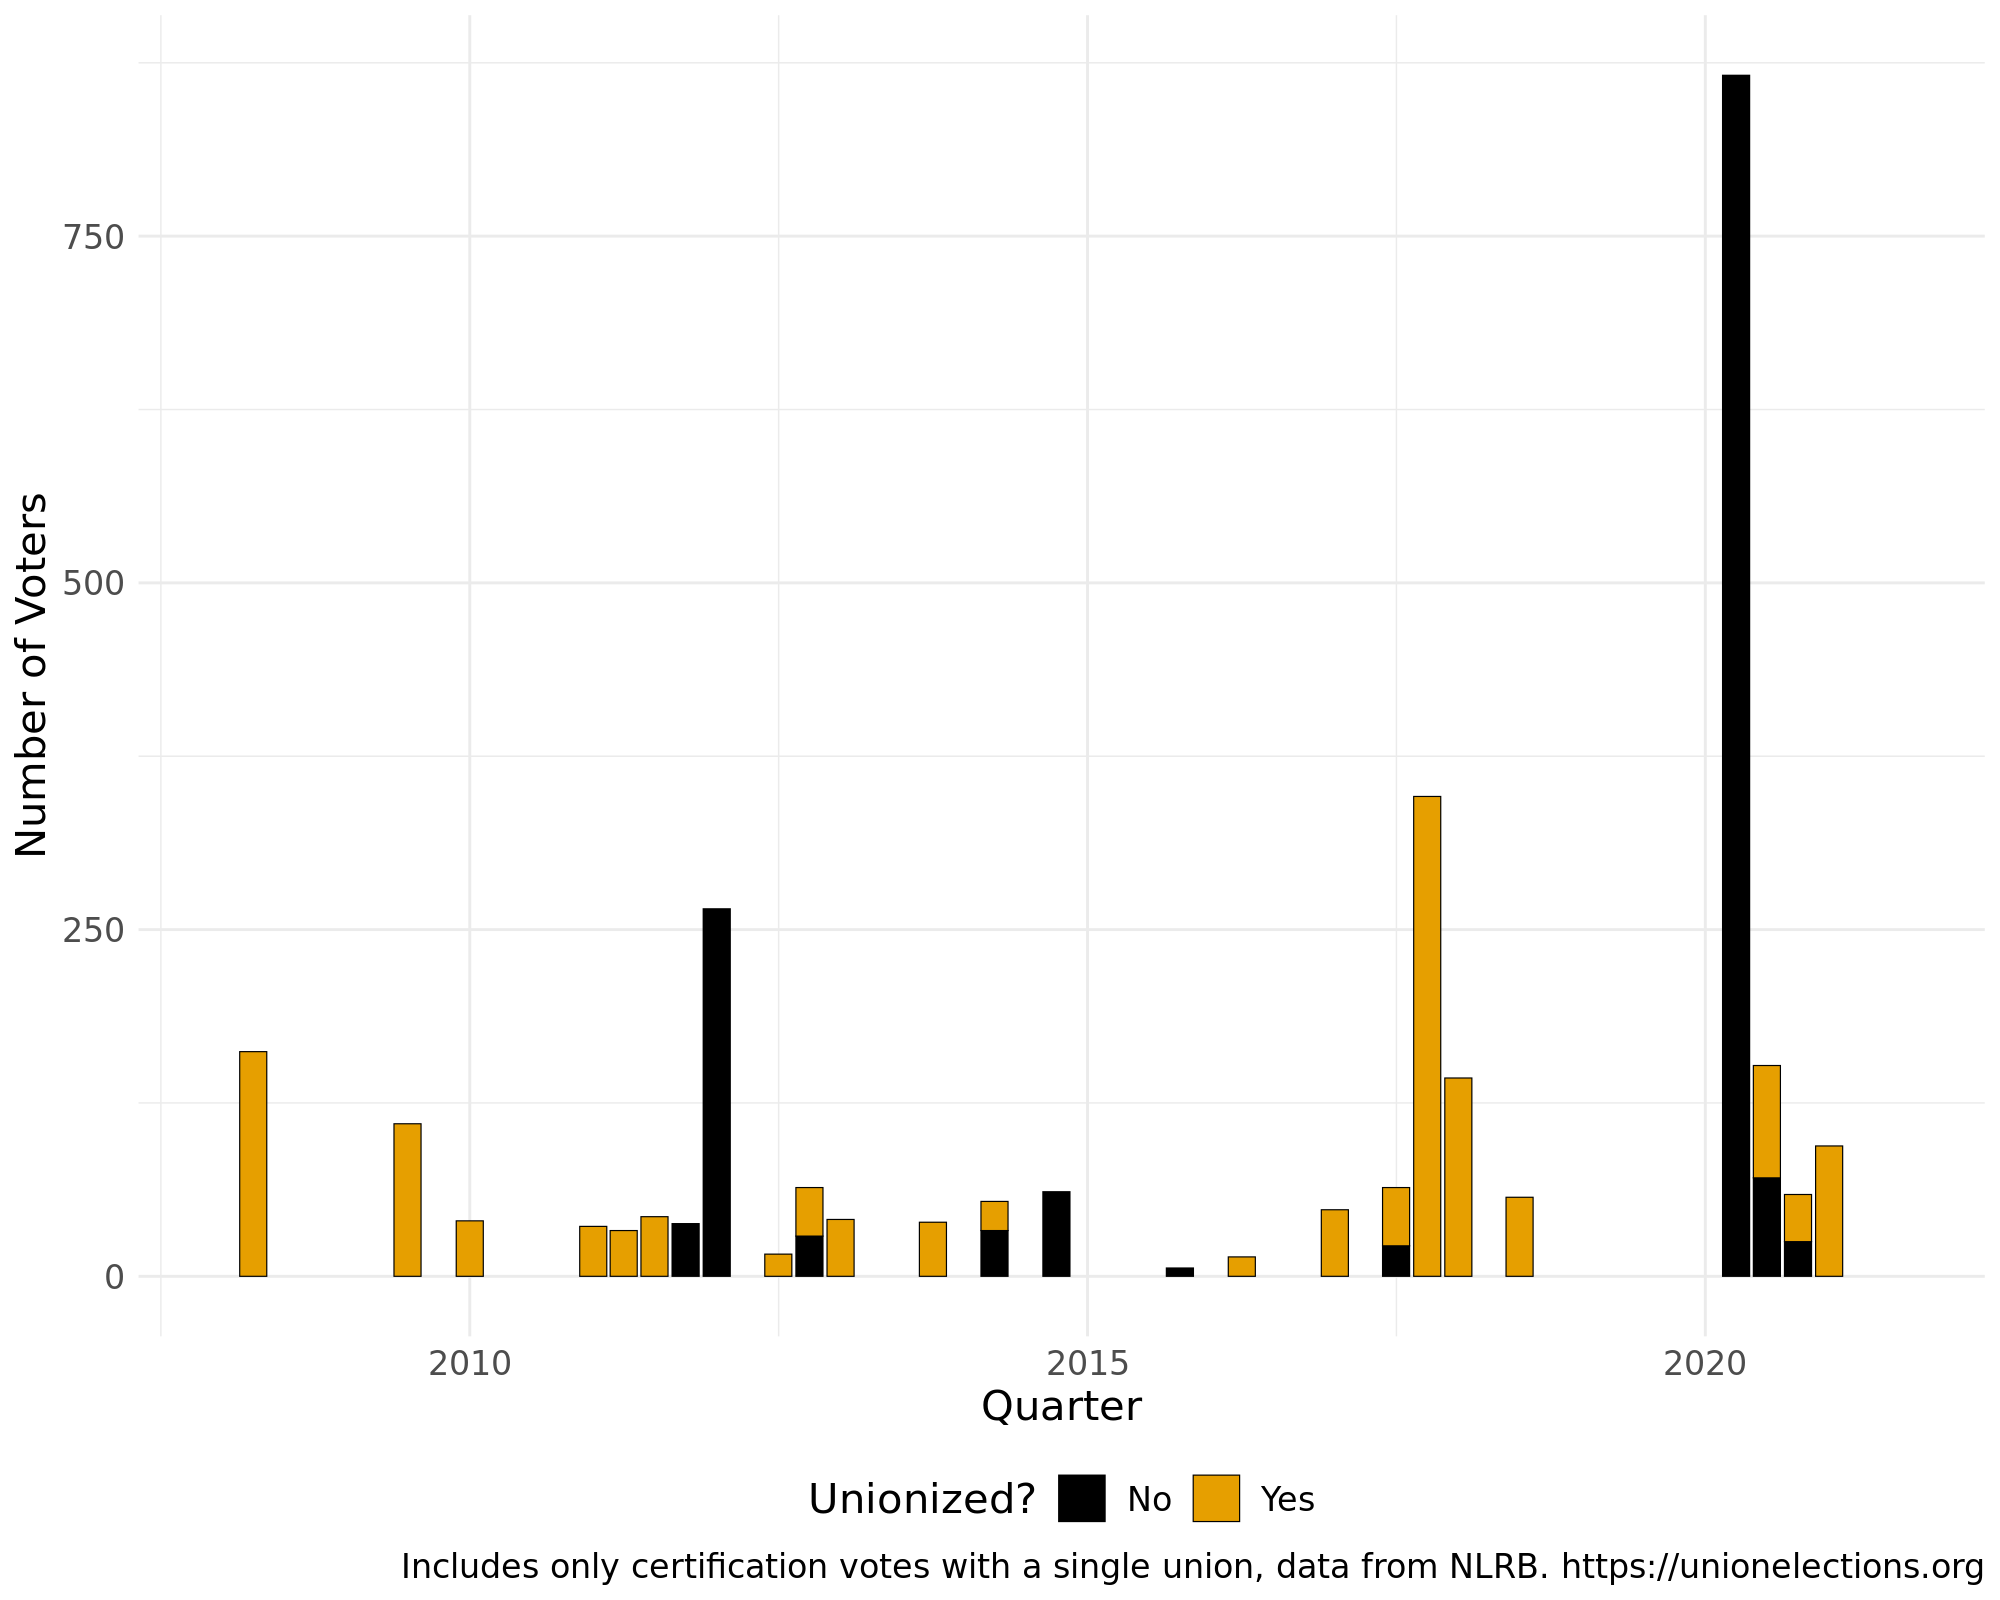 Number of Voters
750
500
250
0
2010 2015 2020
Quarter
Unionized? No Yes
Includes only certification votes with a single union, data from NLRB. https://unionelections.org